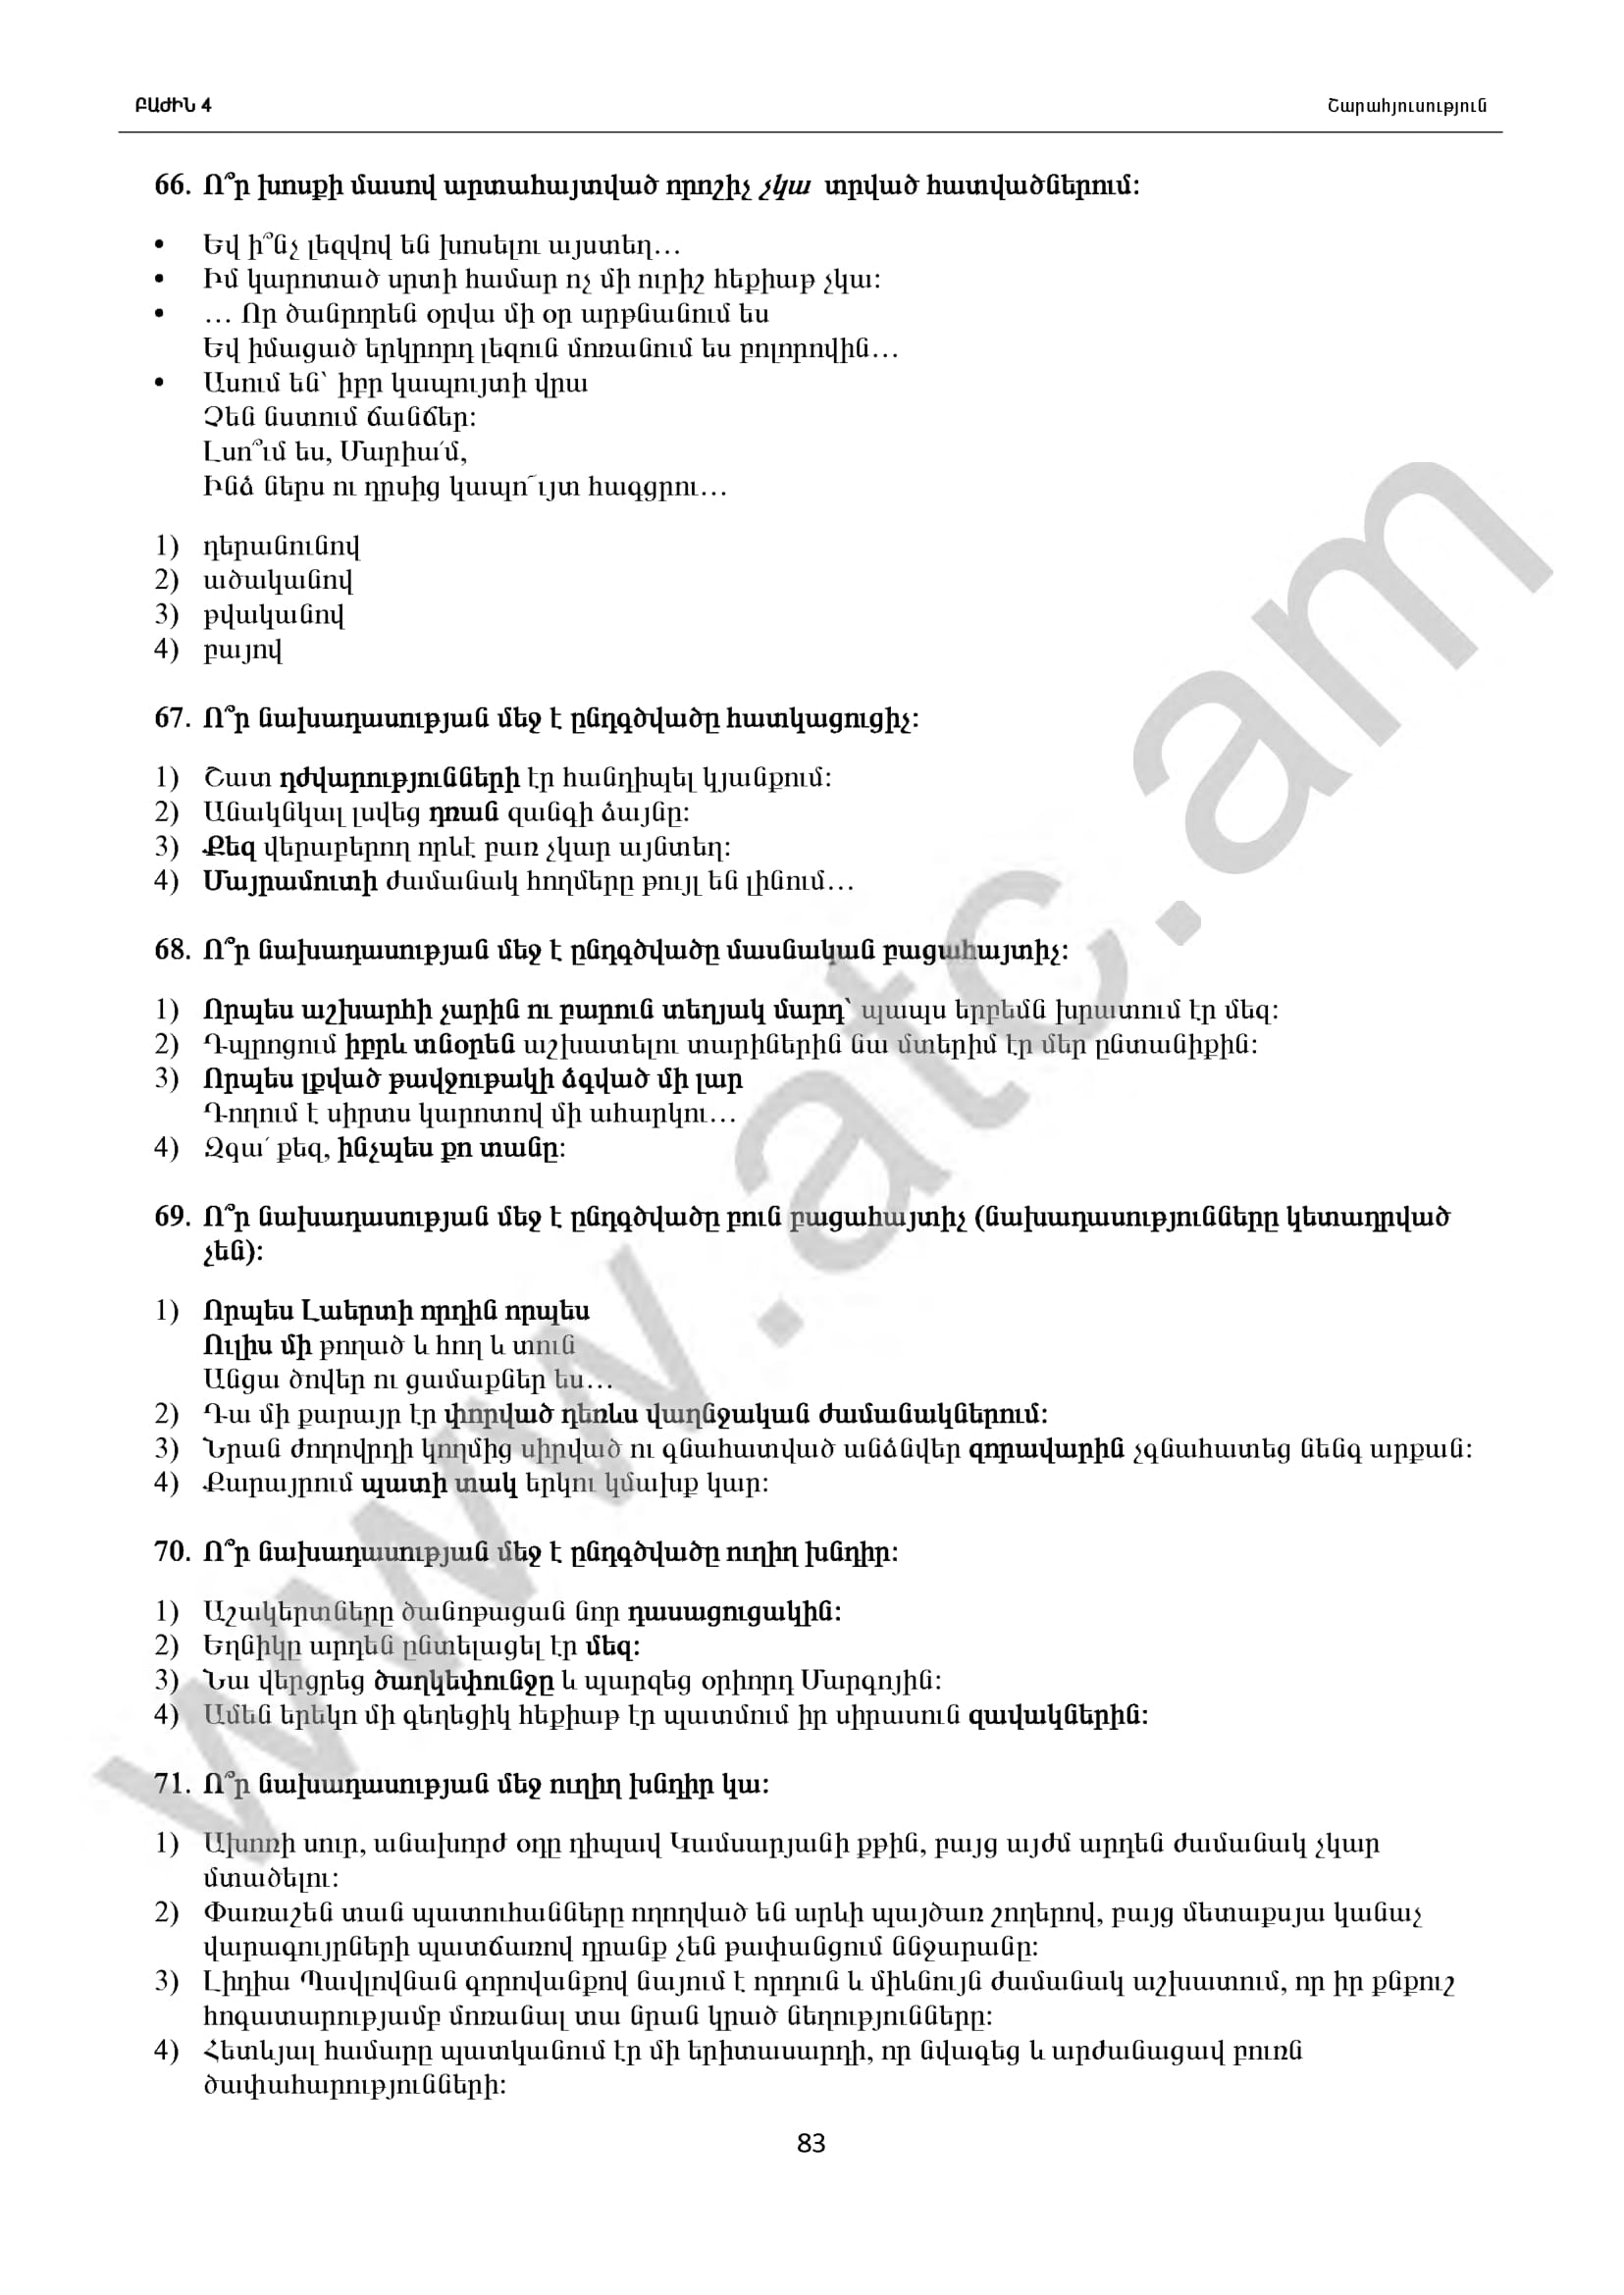 ԲԱԺԻՆ 4
Շարահյուսություն
66. Ո՞ր խոսքի մասով արտահայտված որոշիչ չկա տրված հատվածներում:
• Եվ ի՞նչ լեզվով են խոսելու այստեղ…
• Իմ կարոտած սրտի համար ոչ մի ուրիշ հեքիաթ չկա:
• … Որ ծանրորեն օրվա մի օր արթնանում ես
Եվ իմացած երկրորդ լեզուն մոռանում ես բոլորովին…
• Ասում են՝ իբր կապույտի վրա
Չեն նստում ճանճեր:
Լսո՞ւմ ես, Մարիա՛մ,
Ինձ ներս ու դրսից կապո՜ւյտ հագցրու…
1) դերանունով
2) ածականով
3) թվականով
4) բայով
67. Ո՞ր նախադասության մեջ է ընդգծվածը հատկացուցիչ:
1) Շատ դժվարությունների էր հանդիպել կյանքում:
2) Անակնկալ լսվեց դռան զանգի ձայնը:
3) Քեզ վերաբերող որևէ բառ չկար այնտեղ:
4) Մայրամուտի ժամանակ հողմերը թույլ են լինում…
68. Ո՞ր նախադասության մեջ է ընդգծվածը մասնական բացահայտիչ:
1) Որպես աշխարհի չարին ու բարուն տեղյակ մարդ՝ պապս երբեմն խրատում էր մեզ:
2) Դպրոցում իբրև տնօրեն աշխատելու տարիներին նա մտերիմ էր մեր ընտանիքին:
3) Որպես լքված թավջութակի ձգված մի լար
Դողում է սիրտս կարոտով մի ահարկու…
4) Զգա՛ քեզ, ինչպես քո տանը:
69. Ո՞ր նախադասության մեջ է ընդգծվածը բուն բացահայտիչ (նախադասությունները կետադրված
չեն):
1) Որպես Լաերտի որդին որպես
Ուլիս մի թողած և հող և տուն
Անցա ծովեր ու ցամաքներ ես…
2) Դա մի քարայր էր փորված դեռևս վաղնջական ժամանակներում:
3) Նրան ժողովրդի կողմից սիրված ու գնահատված անձնվեր զորավարին չգնահատեց նենգ արքան:
4) Քարայրում պատի տակ երկու կմախք կար:
70. Ո՞ր նախադասության մեջ է ընդգծվածը ուղիղ խնդիր:
1) Աշակերտները ծանոթացան նոր դասացուցակին:
2) Եղնիկը արդեն ընտելացել էր մեզ:
3) Նա վերցրեց ծաղկեփունջը և պարզեց օրիորդ Մարգոյին:
4) Ամեն երեկո մի գեղեցիկ հեքիաթ էր պատմում իր սիրասուն զավակներին:
71. Ո՞ր նախադասության մեջ ուղիղ խնդիր կա:
1) Ախոռի սուր, անախորժ օդը դիպավ Կամսարյանի քթին, բայց այժմ արդեն ժամանակ չկար
մտածելու:
2) Փառաշեն տան պատուհանները ողողված են արևի պայծառ շողերով, բայց մետաքսյա կանաչ
վարագույրների պատճառով դրանք չեն թափանցում ննջարանը:
3) Լիդիա Պավլովնան գորովանքով նայում է որդուն և միևնույն ժամանակ աշխատում, որ իր քնքուշ
հոգատարությամբ մոռանալ տա նրան կրած նեղությունները:
4) Հետևյալ համարը պատկանում էր մի երիտասարդի, որ նվագեց և արժանացավ բուռն
ծափահարությունների:
83
www.atc.am